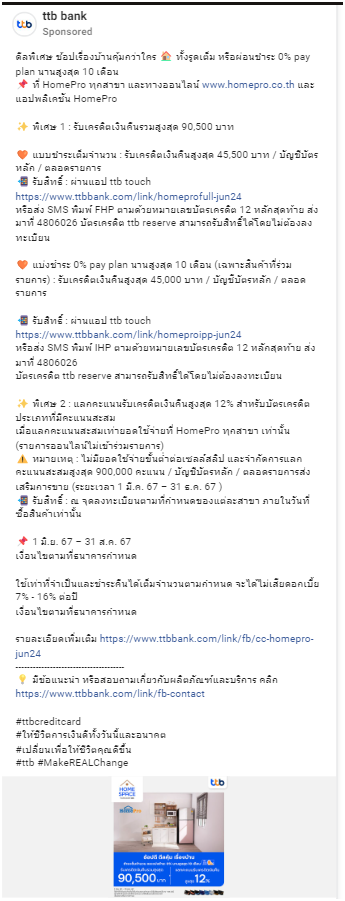 ttb bank
Sponsored
ดีลพิเศษ ช้อปเรื่องบ้านคุ้มกว่าใคร 🏠 ทั้งรูดเต็ม หรือผ่อนชำระ 0% pay
plan นานสูงสุด 10 เดือน
📌 ที่ HomePro ทุกสาขา และทางออนไลน์ www.homepro.co.th และ
แอปพลิเคชัน HomePro
✨ พิเศษ 1 : รับเครดิตเงินคืนรวมสูงสุด 90,500 บาท
🧡 แบบชำระเต็มจำนวน : รับเครดิตเงินคืนสูงสุด 45,500 บาท / บัญชีบัตร
หลัก / ตลอดรายการ
📲 รับสิทธิ์ : ผ่านแอป ttb touch
https://www.ttbbank.com/link/homeprofull-jun24
หรือส่ง SMS พิมพ์ FHP ตามด้วยหมายเลขบัตรเครดิต 12 หลักสุดท้าย ส่ง
มาที่ 4806026 บัตรเครดิต ttb reserve สามารถรับสิทธิ์ได้โดยไม่ต้องลง
ทะเบียน
🧡 แบ่งชำระ 0% pay plan นานสูงสุด 10 เดือน (เฉพาะสินค้าที่ร่วม
รายการ) : รับเครดิตเงินคืนสูงสุด 45,000 บาท / บัญชีบัตรหลัก / ตลอด
รายการ
📲 รับสิทธิ์ : ผ่านแอป ttb touch
https://www.ttbbank.com/link/homeproipp-jun24
หรือส่ง SMS พิมพ์ IHP ตามด้วยหมายเลขบัตรเครดิต 12 หลักสุดท้าย ส่ง
มาที่ 4806026
บัตรเครดิต ttb reserve สามารถรับสิทธิ์ได้โดยไม่ต้องลงทะเบียน
✨ พิเศษ 2 : แลกคะแนนรับเครดิตเงินคืนสูงสุด 12% สำหรับบัตรเครดิต
ประเภทที่มีคะแนนสะสม
เมื่อแลกคะแนนสะสมเท่ายอดใช้จ่ายที่ HomePro ทุกสาขา เท่านั้น
(รายการออนไลน์ไม่เข้าร่วมรายการ)
⚠️ หมายเหตุ : ไม่มียอดใช้จ่ายขั้นต่ำต่อเซลล์สลิป และจำกัดการแลก
คะแนนสะสมสูงสุด 900,000 คะแนน / บัญชีบัตรหลัก / ตลอดรายการส่ง
เสริมการขาย (ระยะเวลา 1 มี.ค. 67 – 31 ธ.ค. 67 )
📲 รับสิทธิ์ : ณ จุดลงทะเบียนตามที่กำหนดของแต่ละสาขา ภายในวันที่
ซื้อสินค้าเท่านั้น
📌 1 มิ.ย. 67 – 31 ส.ค. 67
เงื่อนไขตามที่ธนาคารกำหนด
ใช้เท่าที่จำเป็นและชำระคืนได้เต็มจำนวนตามกำหนด จะได้ไม่เสียดอกเบี้ย
7% - 16% ต่อปี
เงื่อนไขตามที่ธนาคารกำหนด
รายละเอียดเพิ่มเติม https://www.ttbbank.com/link/fb/cc-homepro-
jun24
--------------------------------------
💡 มีข้อแนะนำ หรือสอบถามเกี่ยวกับผลิตภัณฑ์และบริการ คลิก
https://www.ttbbank.com/link/fb-contact
#ttbcreditcard
#ให้ชีวิตการเงินดีทั้งวันนี้และอนาคต
#เปลี่ยนเพื่อให้ชีวิตคุณดีขึ้น
#ttb #MakeREALChange
HOME
SPACE
ttb
ช้อปดี ดีลคุ้ม เรื่องบ้าน
90,500 บาท
12%